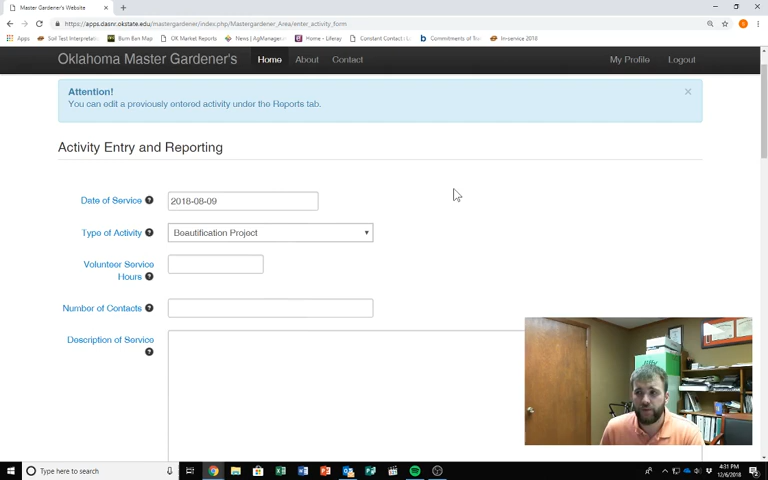 Master Gardener's Website
https://apps.dasnr.okstate.edu/mastergardener/index.php/Mastergardener_Area/enter_activity_form
Apps Soil Test Interpretati Burn Ban Map OK Market Reports News | AgManager Home - Liferay Constant Contact : L Commitments of Tra In-service 2018
Oklahoma Master Gardener's Home About Contact My Profile Logout
Attention!
You can edit a previously entered activity under the Reports tab.
Activity Entry and Reporting
Date of Service 2018-08-09
Type of Activity Beautification Project
Volunteer Service
Hours
Number of Contacts
Description of Service
Type here to search
4:31 PM
12/6/2018